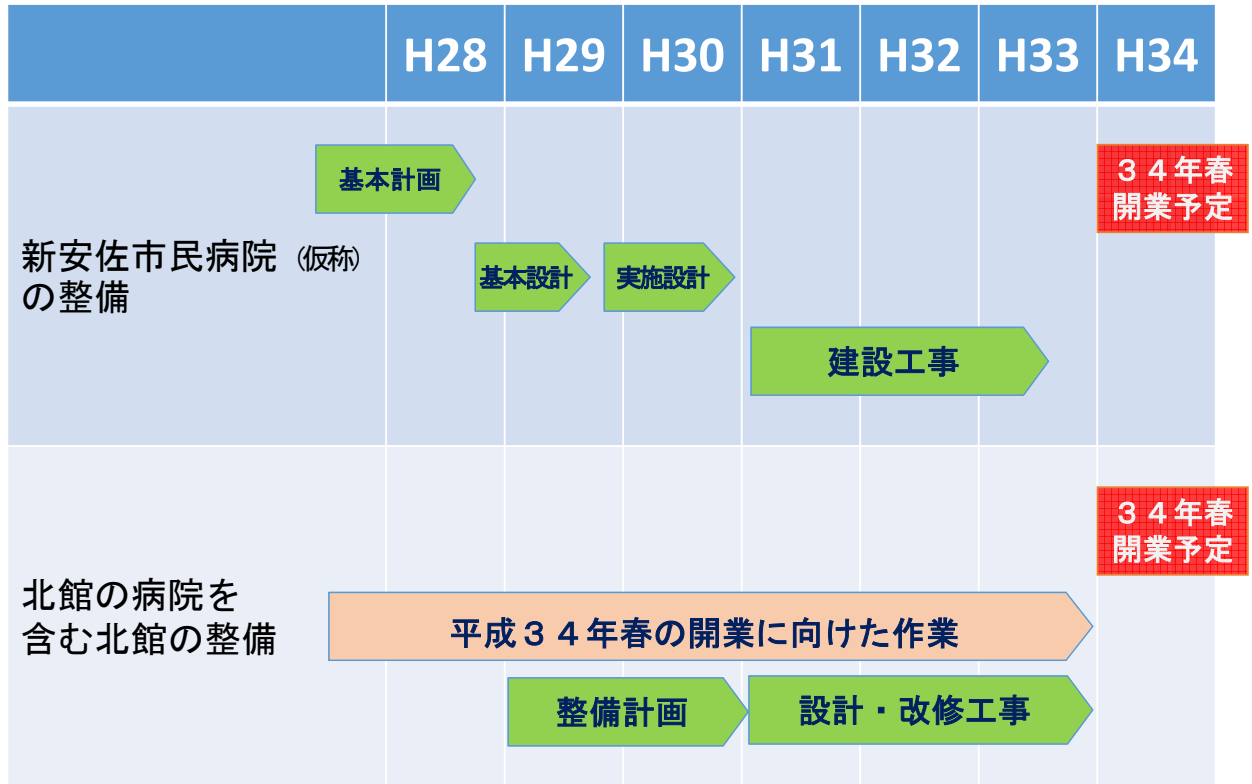 H28 H29 H30 H31 H32 H33 H34
新安佐市民病院（仮称）
の整備
基本計画
基本設計
実施設計
建設工事
３４年春
開業予定
北館の病院を
含む北館の整備
３４年春
開業予定
平成３４年春の開業に向けた作業
整備計画
設計・改修工事